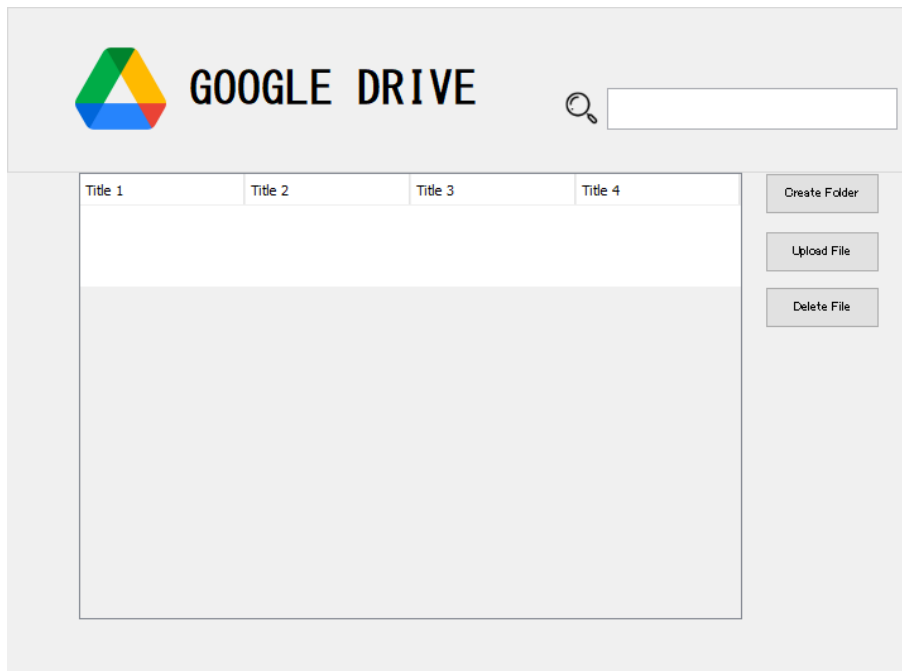 GOOGLE DRIVE
Title 1 Title 2 Title 3 Title 4
Create Folder
Upload File
Delete File